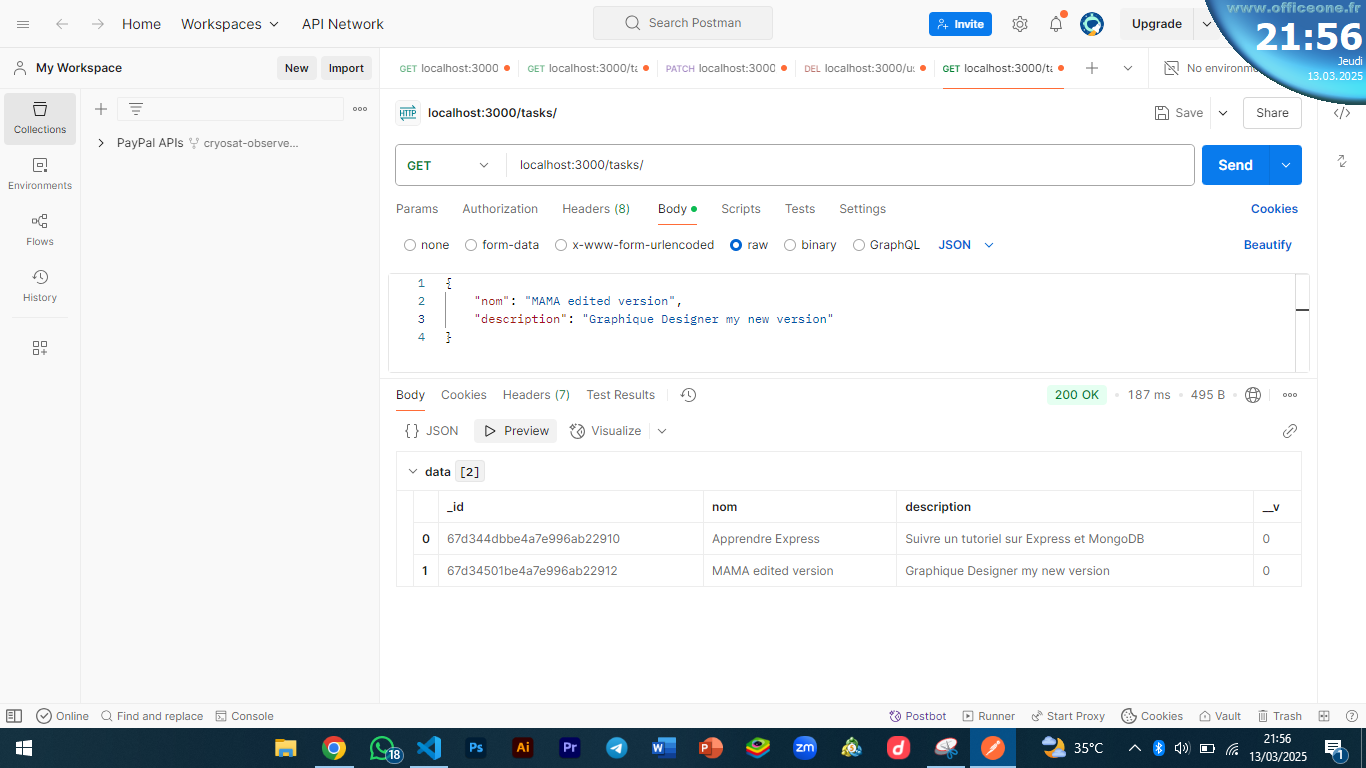 Home
Workspaces
API Network
Search Postman
Invite
Upgrade
www.officeone.fr
21:56
Jeudi
13.03.2025
My Workspace
New
Import
GET localhost:3000
GET localhost:3000/ta
PATCH localhost:3000
DEL localhost:3000/u
GET localhost:3000/ta
No environm
Collections
Environments
Flows
History
PayPal APIs cryosat-observe...
HTTP localhost:3000/tasks/
Save
Share
GET
localhost:3000/tasks/
Send
Params
Authorization
Headers (8)
Body
Scripts
Tests
Settings
Cookies
none
form-data
x-www-form-urlencoded
raw
binary
GraphQL
JSON
Beautify
1 {
2 "nom": "MAMA edited version",
3 "description": "Graphique Designer my new version"
4 }
Body
Cookies
Headers (7)
Test Results
200 OK
187 ms
495 B
{} JSON
Preview
Visualize
data [2]
_id nom description __v
0 67d344dbbe4a7e996ab22910 Apprendre Express Suivre un tutoriel sur Express et MongoDB 0
1 67d34501be4a7e996ab22912 MAMA edited version Graphique Designer my new version 0
Online
Find and replace
Console
Postbot
Runner
Start Proxy
Cookies
Vault
Trash
18
Ps
Ai
Pr
W
P
zm
35°C
21:56
13/03/2025
1